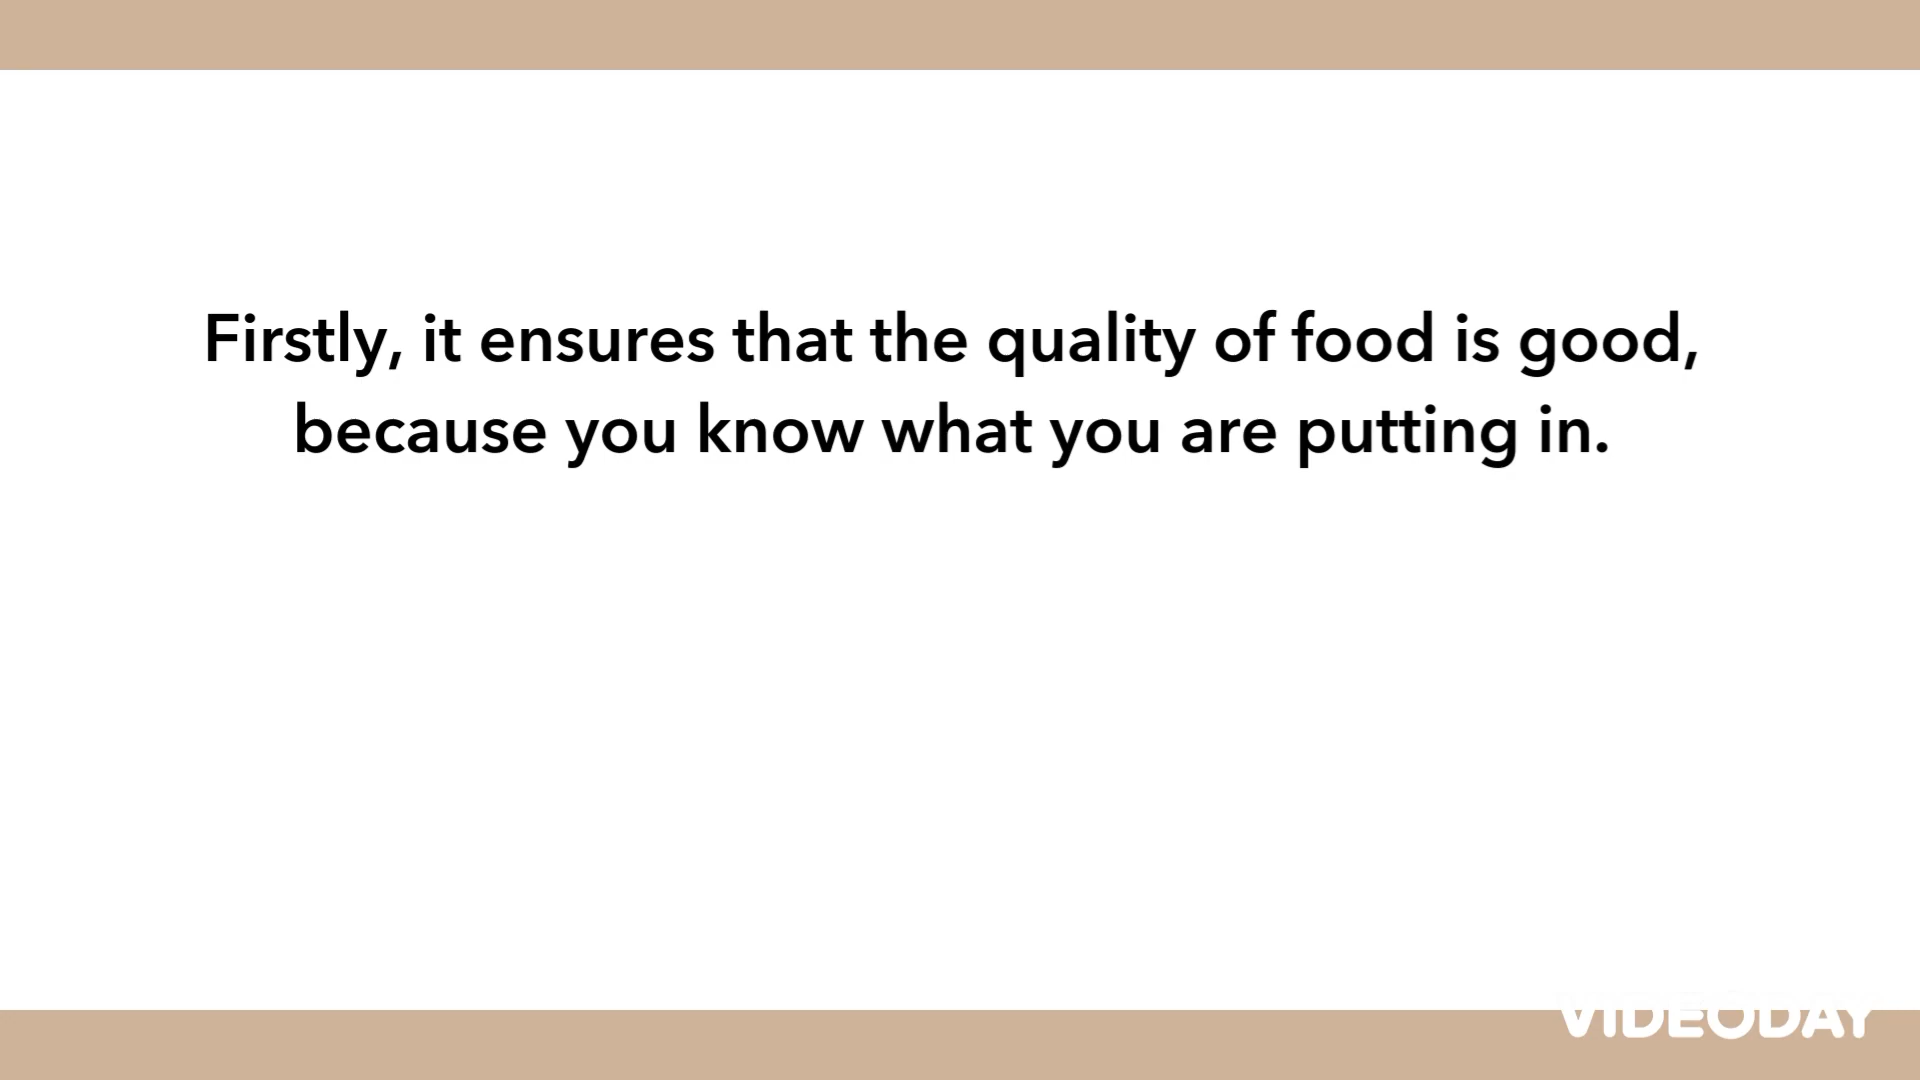 Firstly, it ensures that the quality of food is good,
because you know what you are putting in.
VIDEODAY